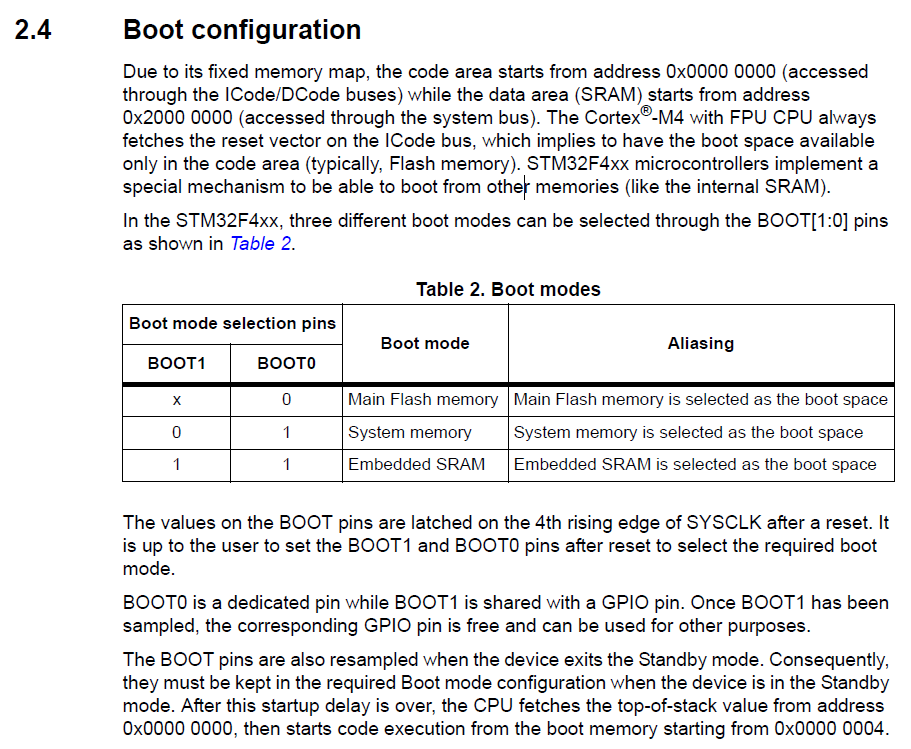 2.4 Boot configuration
Due to its fixed memory map, the code area starts from address 0x0000 0000 (accessed
through the ICode/DCode buses) while the data area (SRAM) starts from address
0x2000 0000 (accessed through the system bus). The Cortex®-M4 with FPU CPU always
fetches the reset vector on the ICode bus, which implies to have the boot space available
only in the code area (typically, Flash memory). STM32F4xx microcontrollers implement a
special mechanism to be able to boot from other memories (like the internal SRAM).
In the STM32F4xx, three different boot modes can be selected through the BOOT[1:0] pins
as shown in Table 2.
Table 2. Boot modes
Boot mode selection pins
Boot mode
Aliasing
BOOT1 BOOT0
x 0 Main Flash memory Main Flash memory is selected as the boot space
0 1 System memory System memory is selected as the boot space
1 1 Embedded SRAM Embedded SRAM is selected as the boot space
The values on the BOOT pins are latched on the 4th rising edge of SYSCLK after a reset. It
is up to the user to set the BOOT1 and BOOT0 pins after reset to select the required boot
mode.
BOOT0 is a dedicated pin while BOOT1 is shared with a GPIO pin. Once BOOT1 has been
sampled, the corresponding GPIO pin is free and can be used for other purposes.
The BOOT pins are also resampled when the device exits the Standby mode. Consequently,
they must be kept in the required Boot mode configuration when the device is in the Standby
mode. After this startup delay is over, the CPU fetches the top-of-stack value from address
0x0000 0000, then starts code execution from the boot memory starting from 0x0000 0004.